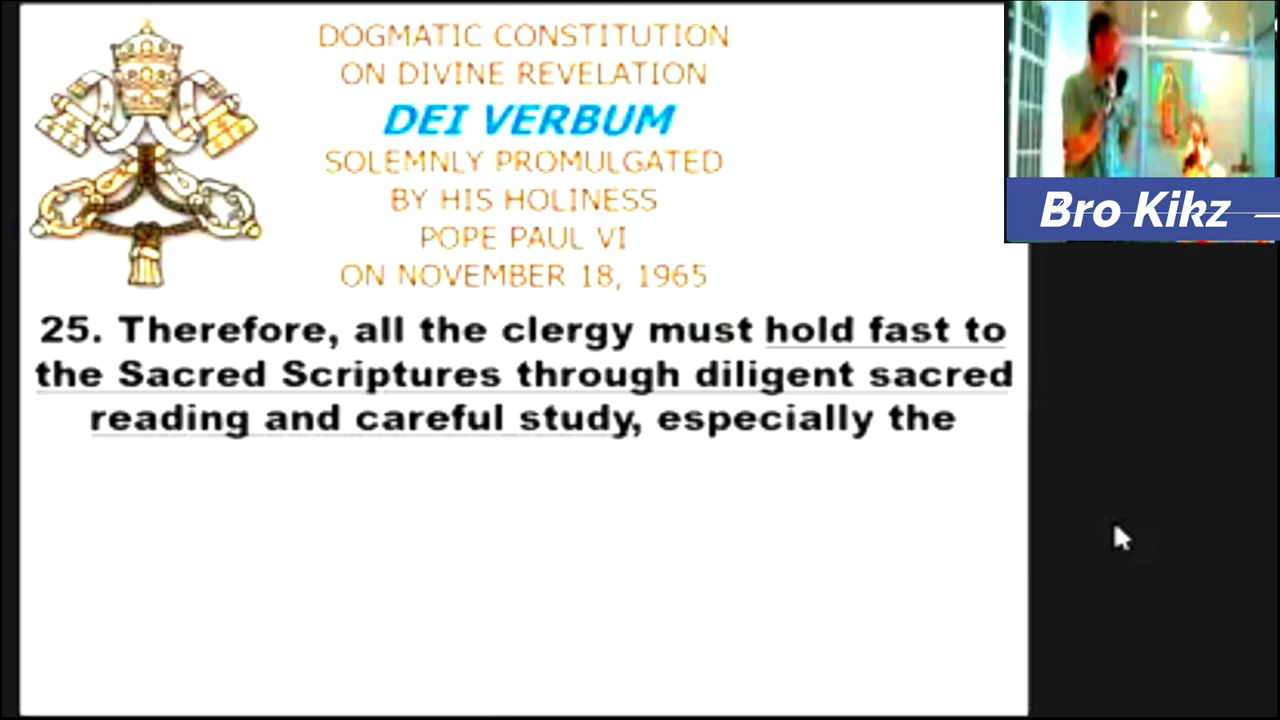 DOGMATIC CONSTITUTION
ON DIVINE REVELATION
DEI VERBUM
SOLEMNLY PROMULGATED
BY HIS HOLINESS
POPE PAUL VI
ON NOVEMBER 18, 1965
25. Therefore, all the clergy must hold fast to
the Sacred Scriptures through diligent sacred
reading and careful study, especially the
Bro Kikz